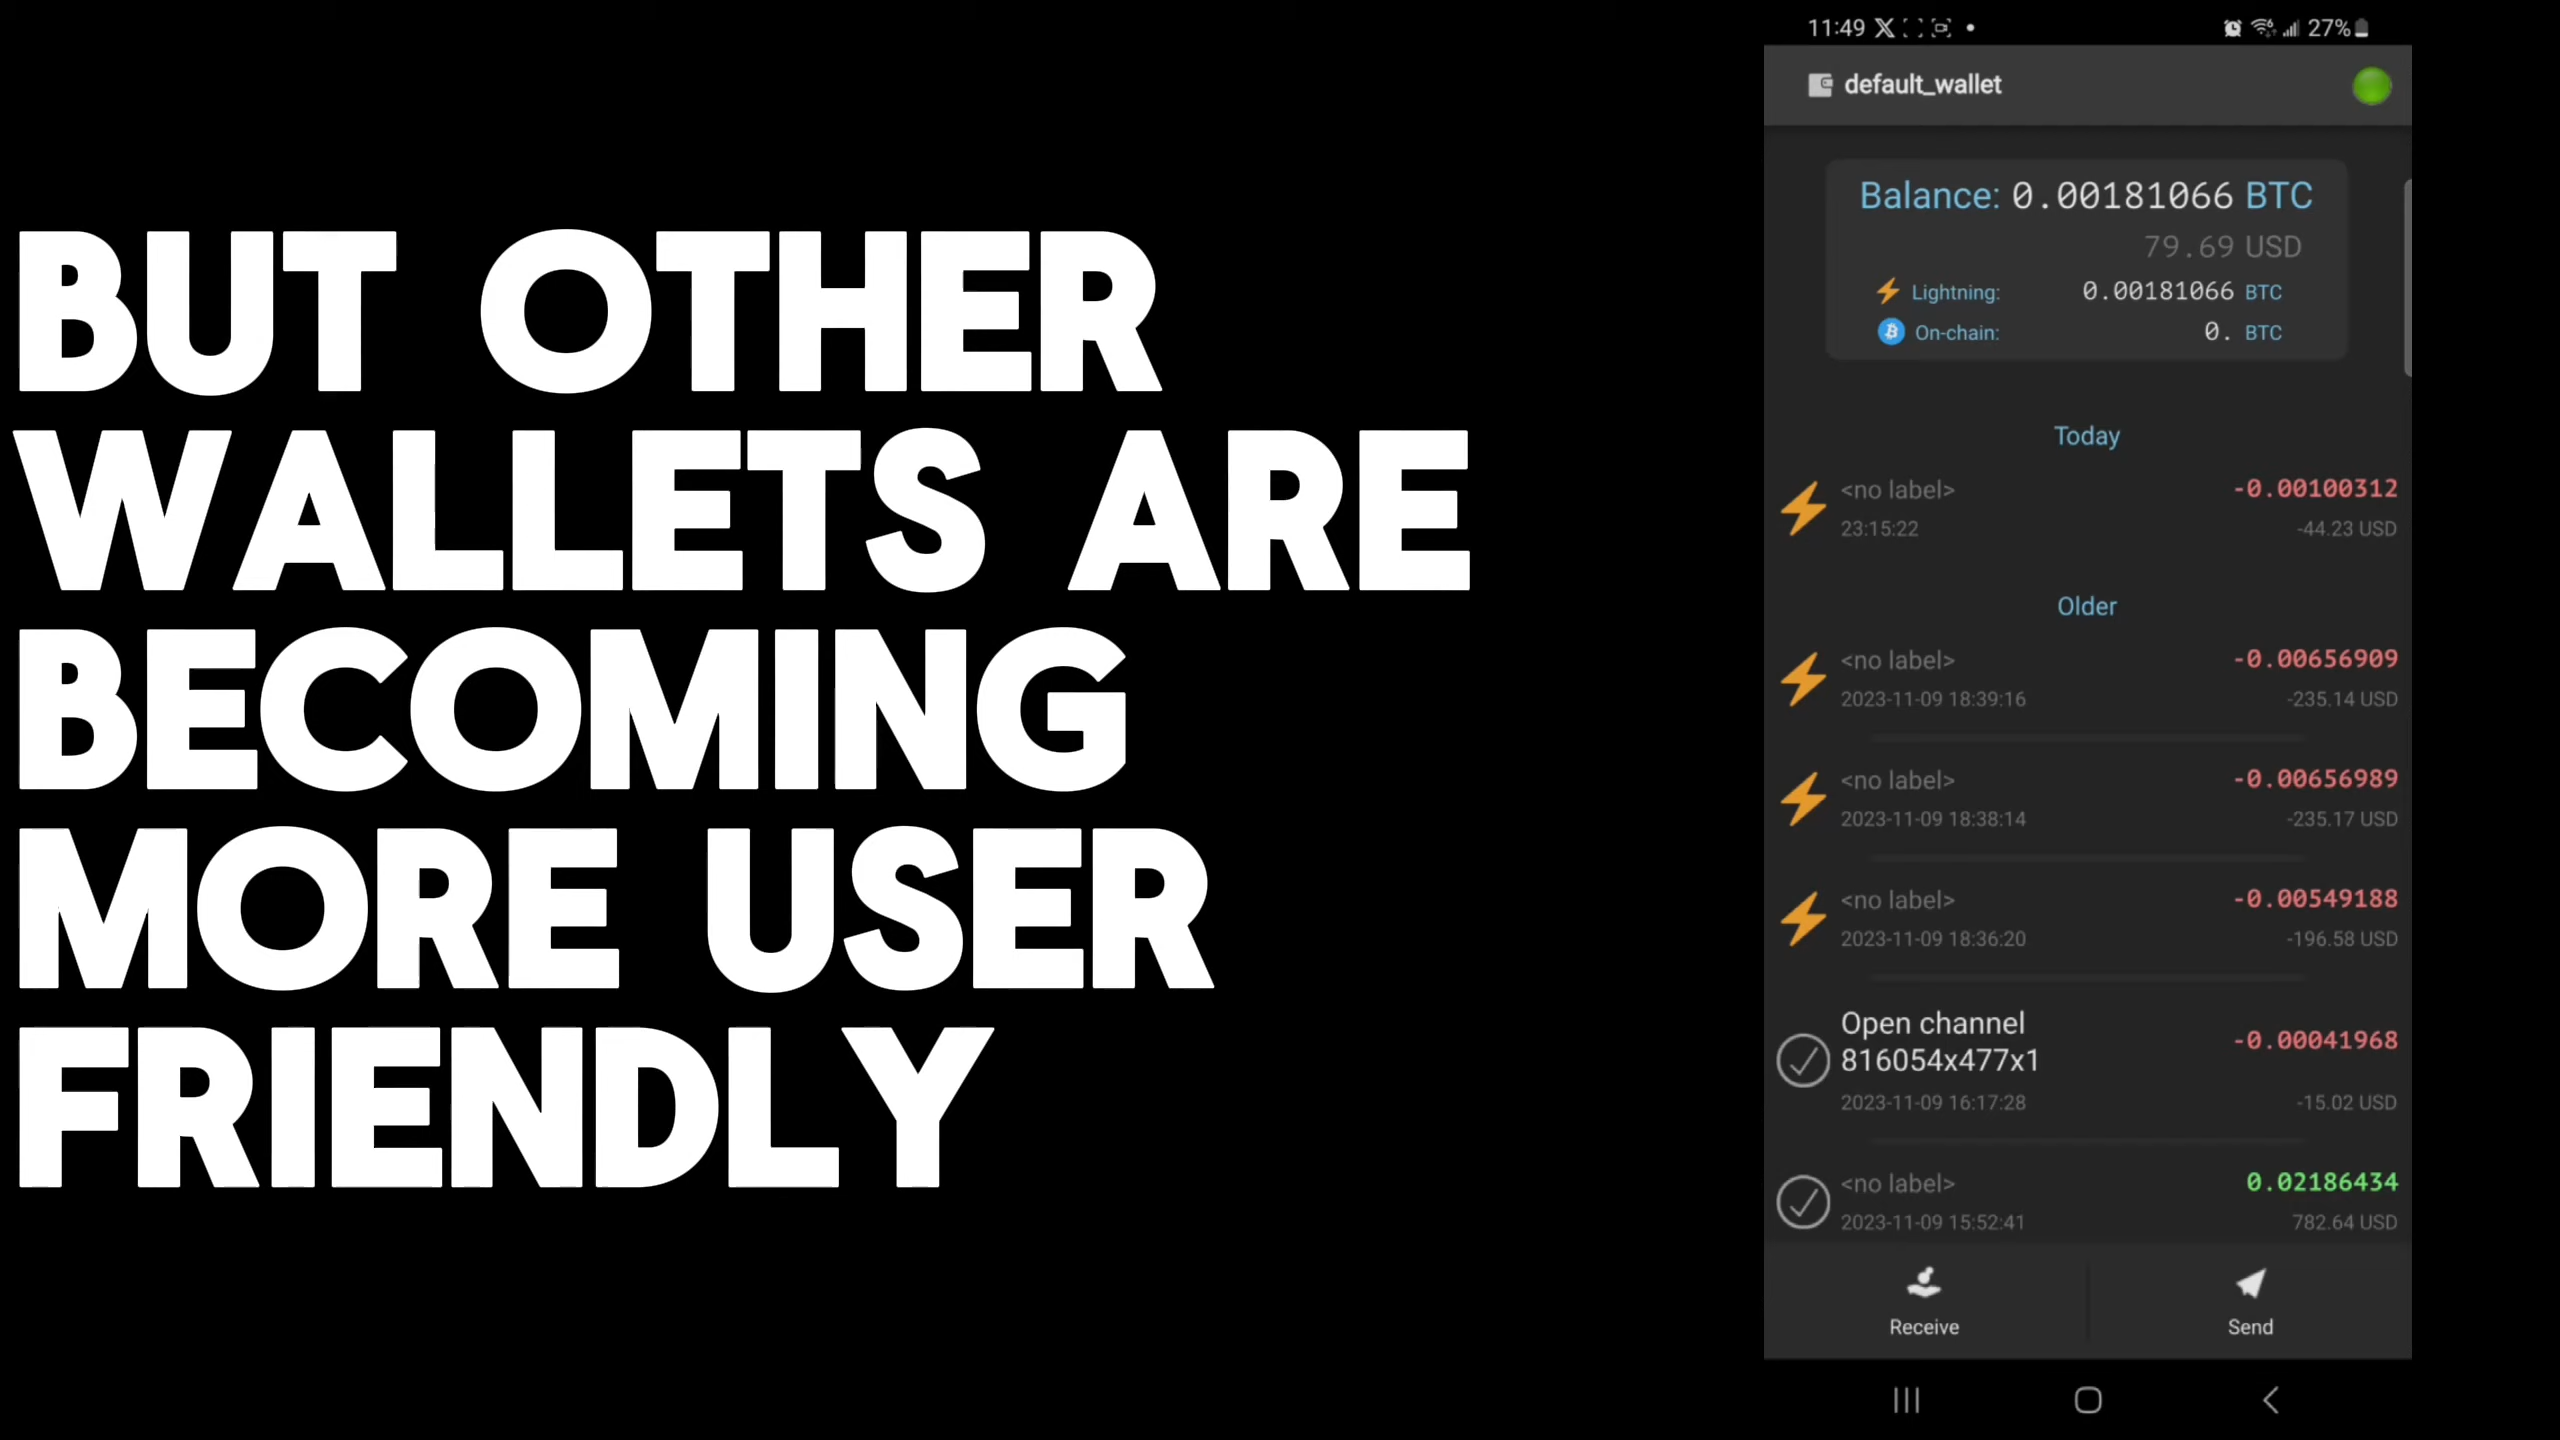 BUT OTHER
WALLETS ARE
BECOMING
MORE USER
FRIENDLY
11:49
27%
default_wallet
Balance: 0.00181066 BTC
79.69 USD
Lightning: 0.00181066 BTC
On-chain: 0. BTC
Today
<no label> -0.00100312
23:15:22 -44.23 USD
Older
<no label> -0.00656909
2023-11-09 18:39:16 -235.14 USD
<no label> -0.00656989
2023-11-09 18:38:14 -235.17 USD
<no label> -0.00549188
2023-11-09 18:36:20 -196.58 USD
Open channel
816054x477x1 -0.00041968
2023-11-09 16:17:28 -15.02 USD
<no label> 0.02186434
2023-11-09 15:52:41 782.64 USD
Receive
Send